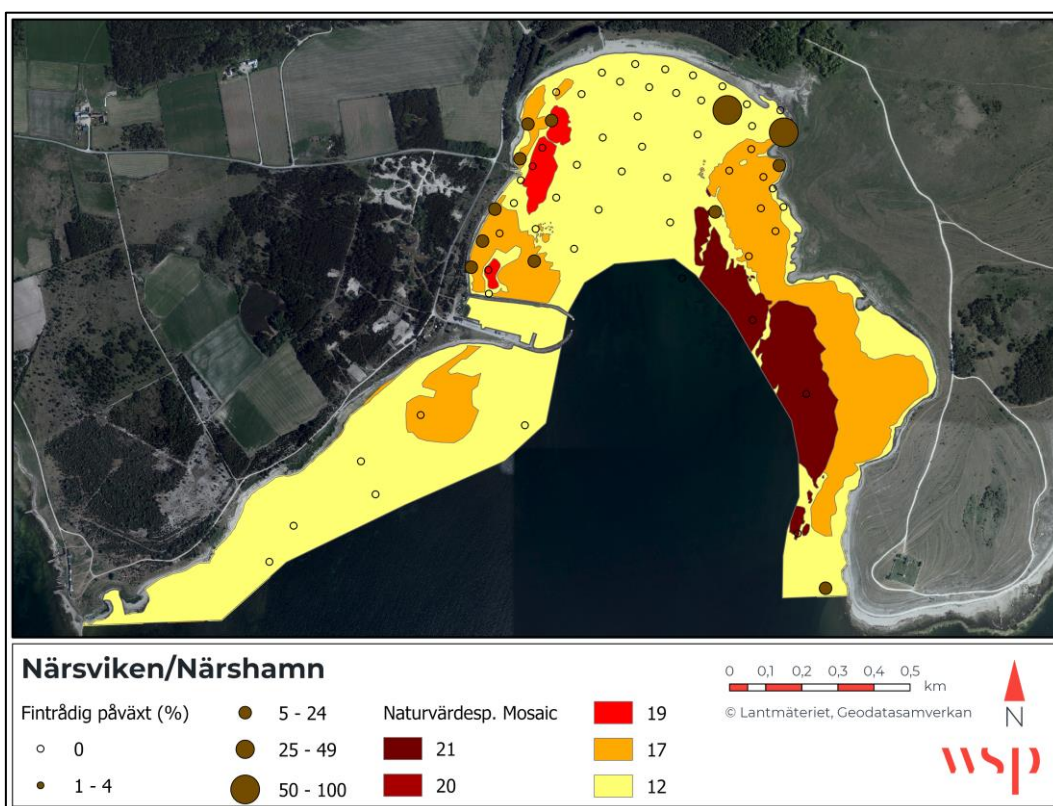 Närsviken/Närshamn
Fintrådig påväxt (%)
0
1 - 4
5 - 24
25 - 49
50 - 100
Naturvärdesp. Mosaic
21
20
19
17
12
0 0,1 0,2 0,3 0,4 0,5
km
© Lantmäteriet, Geodatasamverkan
N
wsp